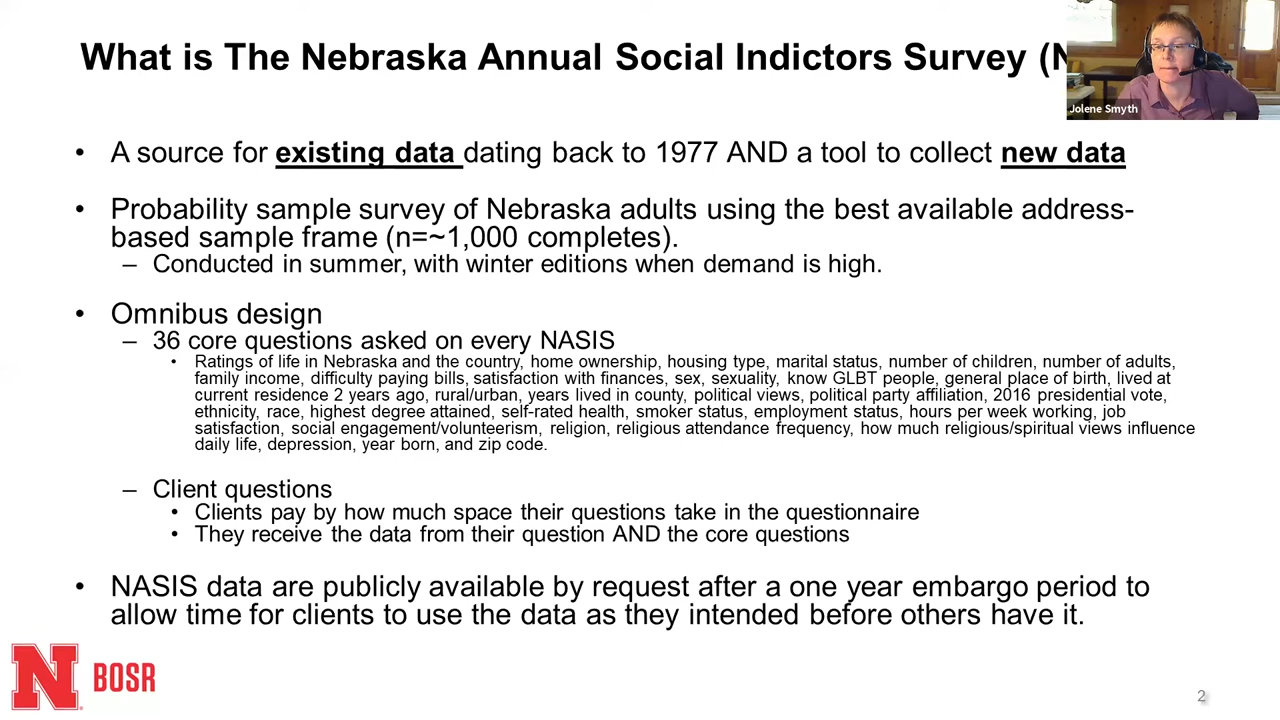 What is The Nebraska Annual Social Indictors Survey (N
Jolene Smyth
• A source for existing data dating back to 1977 AND a tool to collect new data
• Probability sample survey of Nebraska adults using the best available address-
based sample frame (n=~1,000 completes).
– Conducted in summer, with winter editions when demand is high.
• Omnibus design
– 36 core questions asked on every NASIS
• Ratings of life in Nebraska and the country, home ownership, housing type, marital status, number of children, number of adults,
family income, difficulty paying bills, satisfaction with finances, sex, sexuality, know GLBT people, general place of birth, lived at
current residence 2 years ago, rural/urban, years lived in county, political views, political party affiliation, 2016 presidential vote,
ethnicity, race, highest degree attained, self-rated health, smoker status, employment status, hours per week working, job
satisfaction, social engagement/volunteerism, religion, religious attendance frequency, how much religious/spiritual views influence
daily life, depression, year born, and zip code.
– Client questions
• Clients pay by how much space their questions take in the questionnaire
• They receive the data from their question AND the core questions
• NASIS data are publicly available by request after a one year embargo period to
allow time for clients to use the data as they intended before others have it.
N BOSR
2